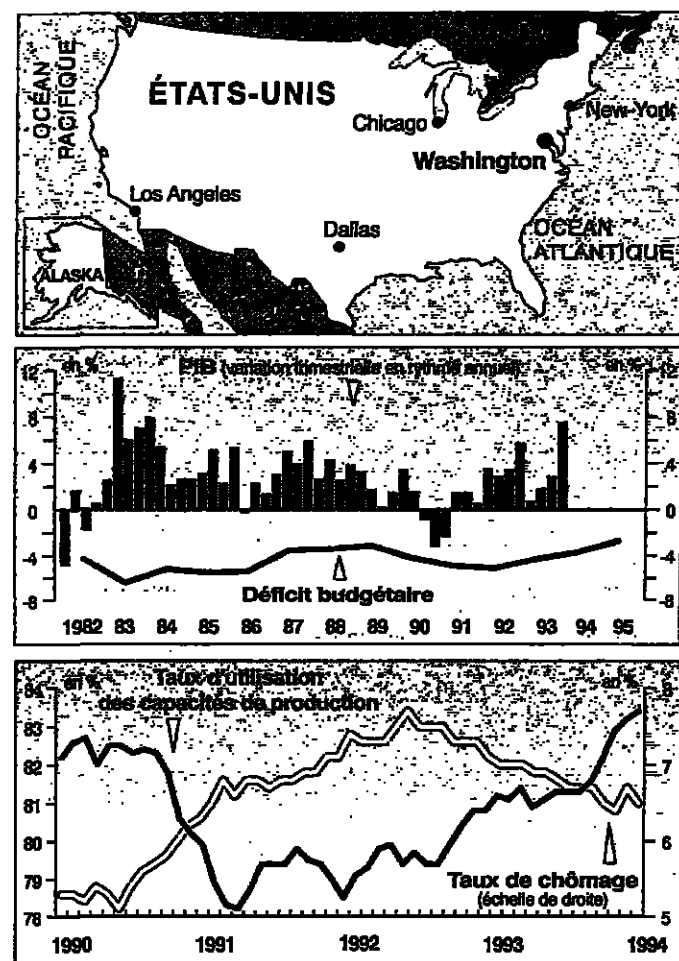 OCÉAN
PACIFIQUE
ÉTATS-UNIS
Chicago
New-York
Washington
Los Angeles
Dallas
OCÉAN
ATLANTIQUE
ALASKA
en % PIB (variation trimestrielle en rythme annuel) en %
12 12
8 8
4 4
0 0
-4 -4
-8 -8
Déficit budgétaire
1982 83 84 85 86 87 88 89 90 91 92 93 94 95
en % Taux d'utilisation en %
des capacités de production
84 8
83
82 7
81
80 6
79
78 5
Taux de chômage
(échelle de droite)
1990 1991 1992 1993 1994